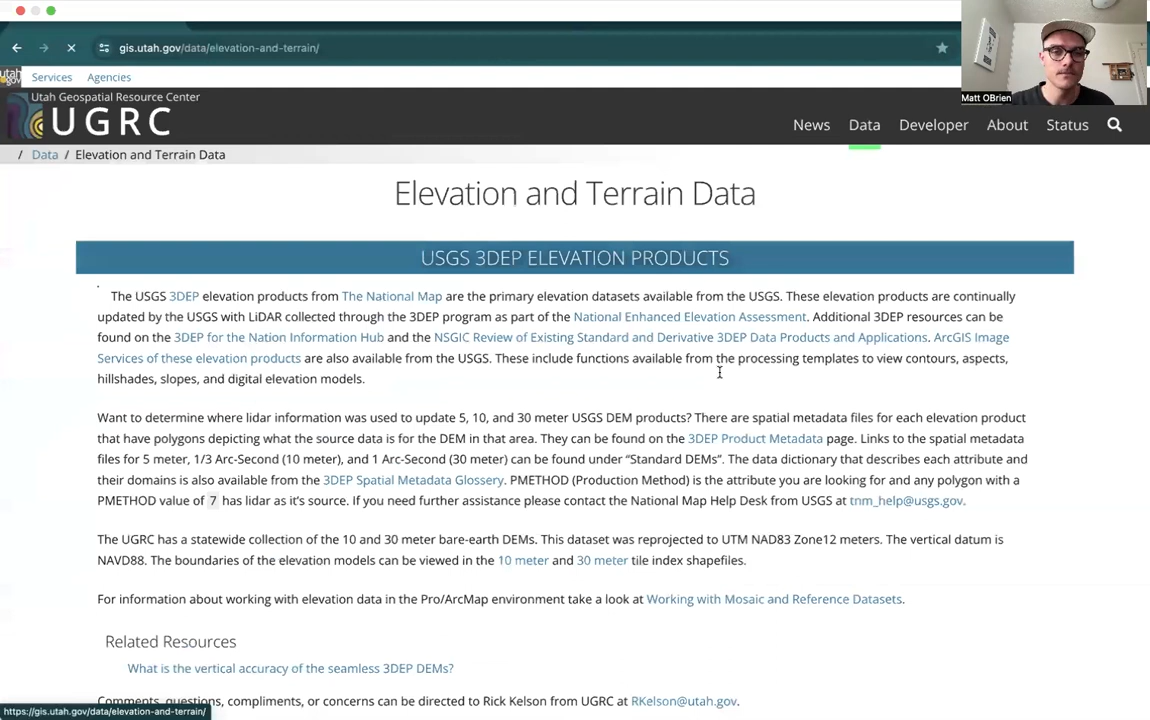 gis.utah.gov/data/elevation-and-terrain/
Matt OBrien
utah
gov
Services Agencies
Utah Geospatial Resource Center
UGRC
News Data Developer About Status
/ Data / Elevation and Terrain Data
Elevation and Terrain Data
USGS 3DEP ELEVATION PRODUCTS
The USGS 3DEP elevation products from The National Map are the primary elevation datasets available from the USGS. These elevation products are continually
updated by the USGS with LiDAR collected through the 3DEP program as part of the National Enhanced Elevation Assessment. Additional 3DEP resources can be
found on the 3DEP for the Nation Information Hub and the NSGIC Review of Existing Standard and Derivative 3DEP Data Products and Applications. ArcGIS Image
Services of these elevation products are also available from the USGS. These include functions available from the processing templates to view contours, aspects,
hillshades, slopes, and digital elevation models.
Want to determine where lidar information was used to update 5, 10, and 30 meter USGS DEM products? There are spatial metadata files for each elevation product
that have polygons depicting what the source data is for the DEM in that area. They can be found on the 3DEP Product Metadata page. Links to the spatial metadata
files for 5 meter, 1/3 Arc-Second (10 meter), and 1 Arc-Second (30 meter) can be found under “Standard DEMs”. The data dictionary that describes each attribute and
their domains is also available from the 3DEP Spatial Metadata Glossery. PMETHOD (Production Method) is the attribute you are looking for and any polygon with a
PMETHOD value of 7 has lidar as it’s source. If you need further assistance please contact the National Map Help Desk from USGS at tnm_help@usgs.gov.
The UGRC has a statewide collection of the 10 and 30 meter bare-earth DEMs. This dataset was reprojected to UTM NAD83 Zone12 meters. The vertical datum is
NAVD88. The boundaries of the elevation models can be viewed in the 10 meter and 30 meter tile index shapefiles.
For information about working with elevation data in the Pro/ArcMap environment take a look at Working with Mosaic and Reference Datasets.
Related Resources
What is the vertical accuracy of the seamless 3DEP DEMs?
Comments, questions, compliments, or concerns can be directed to Rick Kelson from UGRC at RKelson@utah.gov.
https://gis.utah.gov/data/elevation-and-terrain/